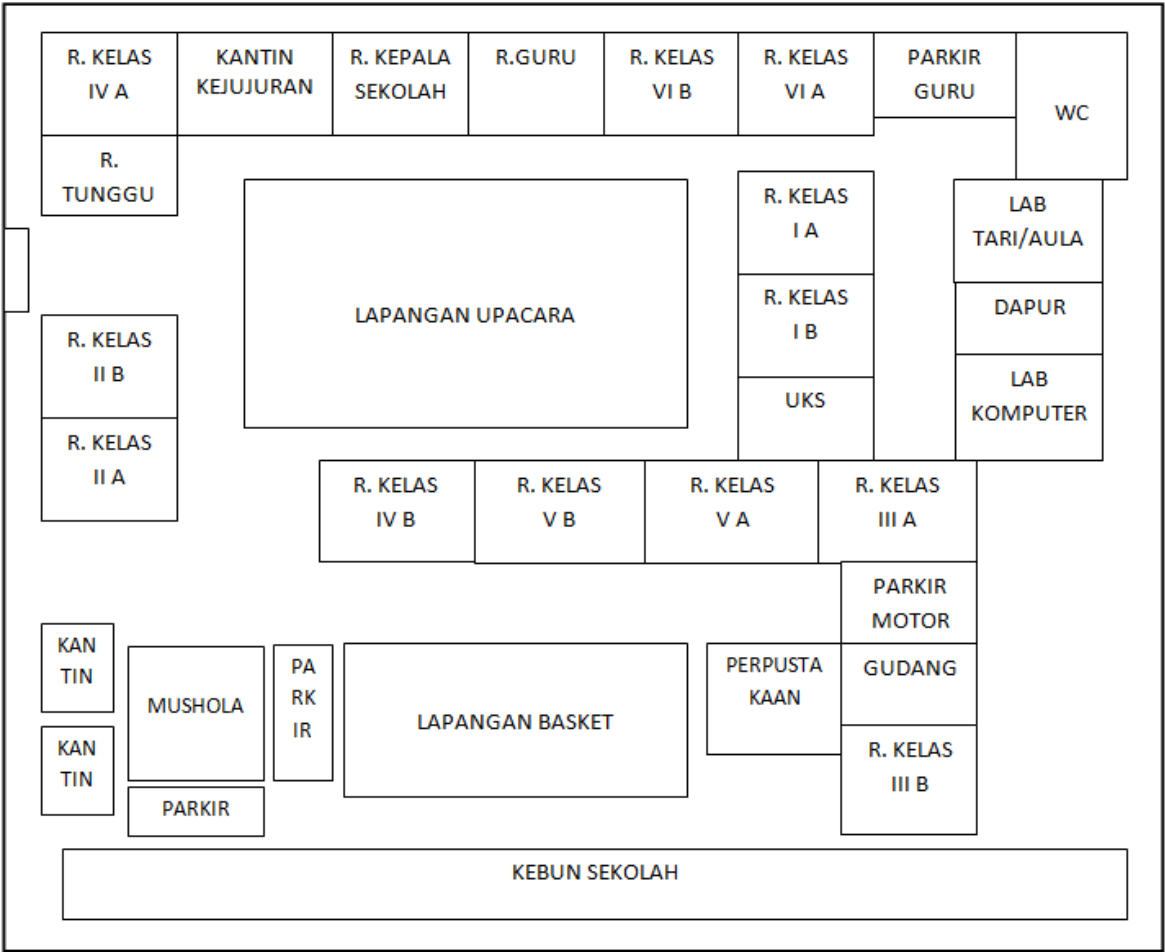 R. KELAS
IV A
KANTIN
KEJUJURAN
R. KEPALA
SEKOLAH
R.GURU
R. KELAS
VI B
R. KELAS
VI A
PARKIR
GURU
WC
R.
TUNGGU
R. KELAS
I A
LAB
TARI/AULA
LAPANGAN UPACARA
R. KELAS
I B
DAPUR
R. KELAS
II B
UKS
LAB
KOMPUTER
R. KELAS
II A
R. KELAS
IV B
R. KELAS
V B
R. KELAS
V A
R. KELAS
III A
PARKIR
MOTOR
KAN
TIN
MUSHOLA
PA
RK
IR
LAPANGAN BASKET
PERPUSTA
KAAN
GUDANG
KAN
TIN
R. KELAS
III B
PARKIR
KEBUN SEKOLAH